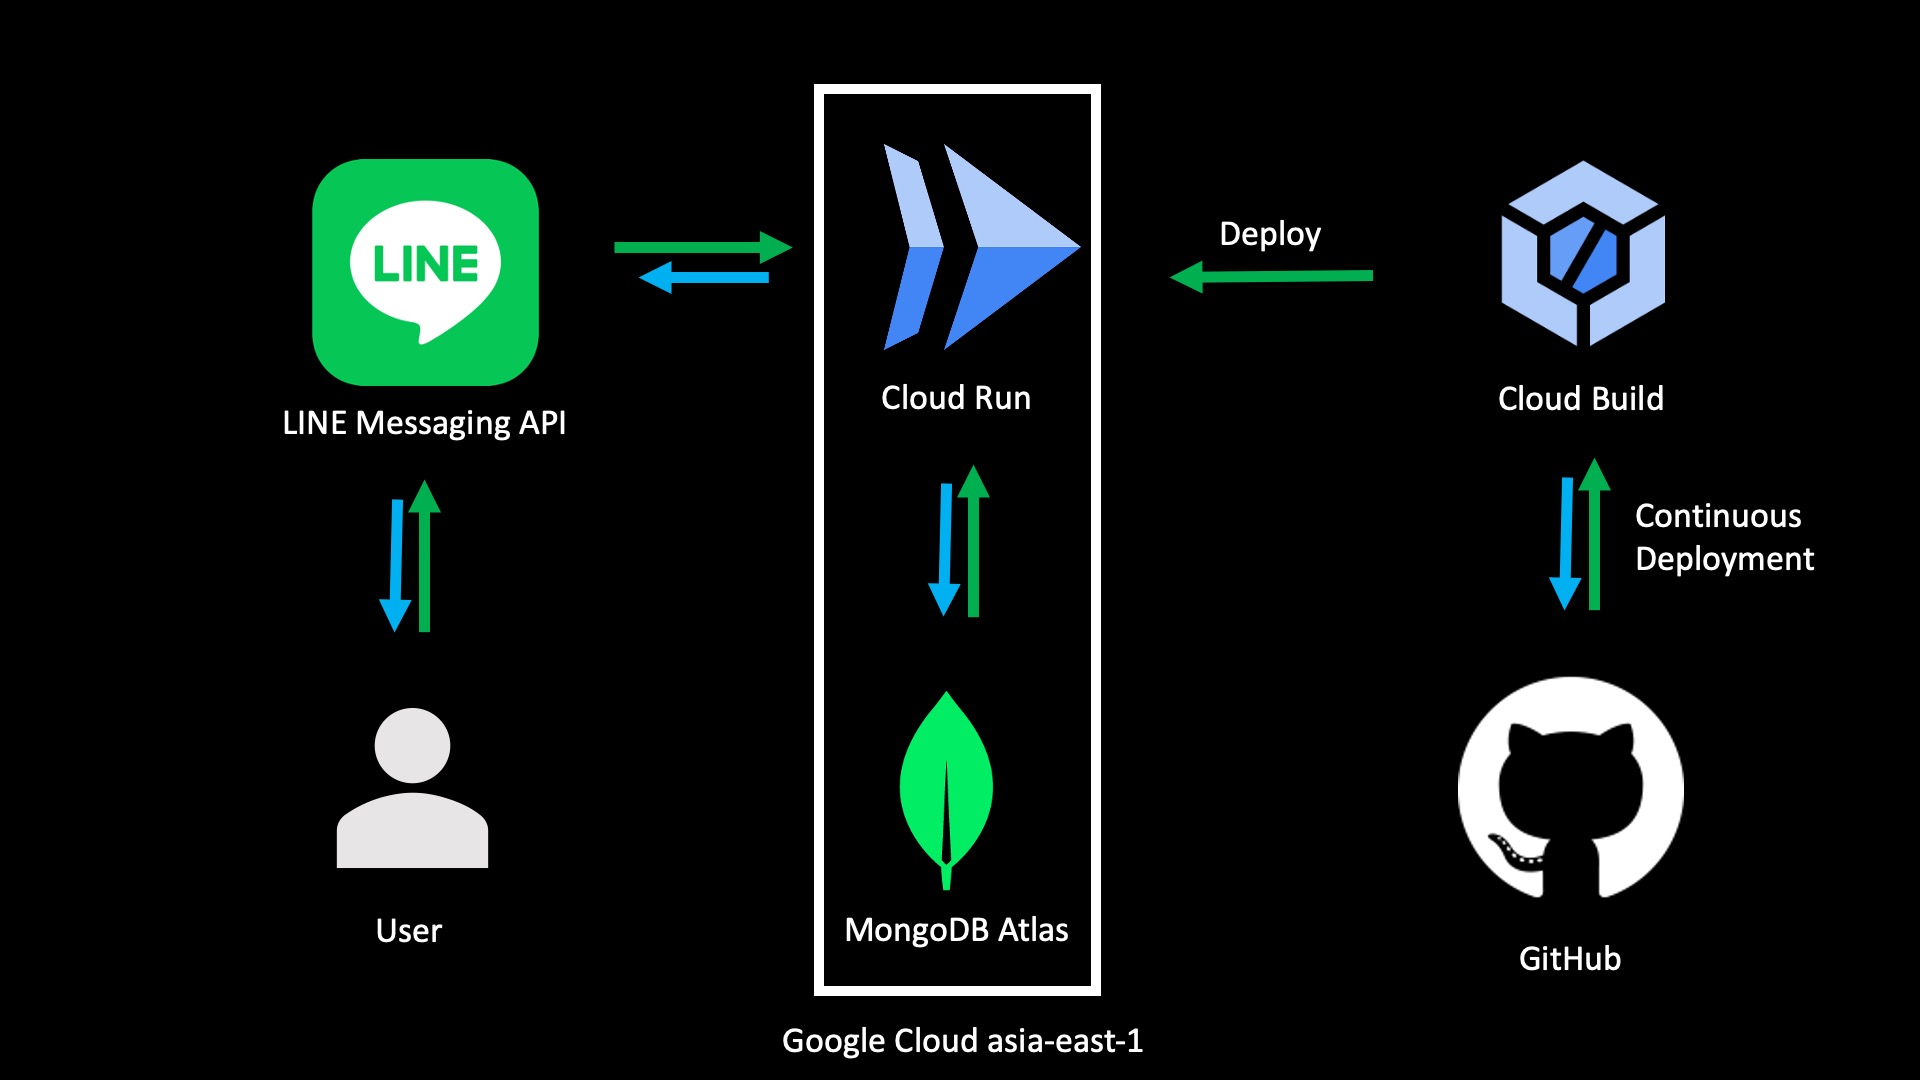 LINE
LINE Messaging API
User
Cloud Run
MongoDB Atlas
Google Cloud asia-east-1
Deploy
Cloud Build
Continuous
Deployment
GitHub